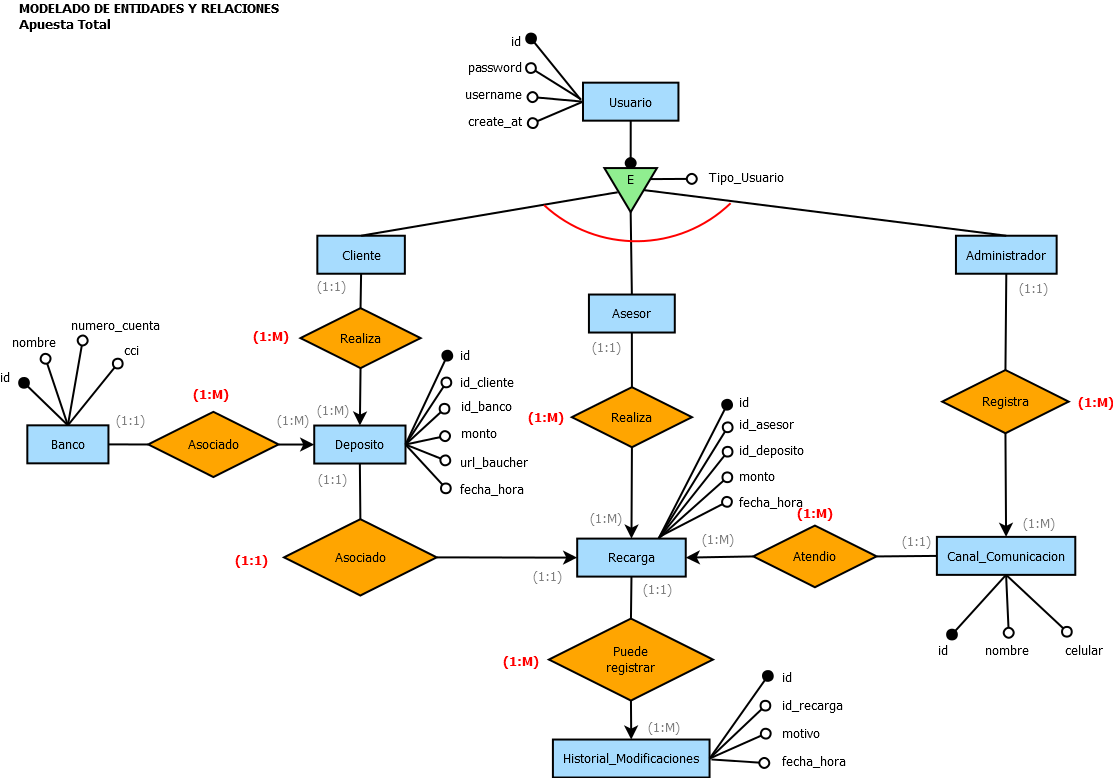 MODELADO DE ENTIDADES Y RELACIONES
Apuesta Total
id
password
username
create_at
Usuario
E
Tipo_Usuario
Cliente
(1:1)
Asesor
(1:1)
Administrador
(1:1)
(1:M)
Realiza
numero_cuenta
nombre
cci
id
(1:M)
(1:1)
Banco
Asociado
(1:M)
(1:M)
Deposito
(1:1)
id
id_cliente
id_banco
monto
url_baucher
fecha_hora
(1:M)
Realiza
id
id_asesor
id_deposito
monto
fecha_hora
Registra
(1:M)
(1:M)
(1:M)
(1:1)
Asociado
(1:1)
(1:M)
Recarga
(1:1)
(1:M)
Atendio
(1:1)
Canal_Comunicacion
id
nombre
celular
(1:M)
Puede
registrar
(1:M)
Historial_Modificaciones
id
id_recarga
motivo
fecha_hora